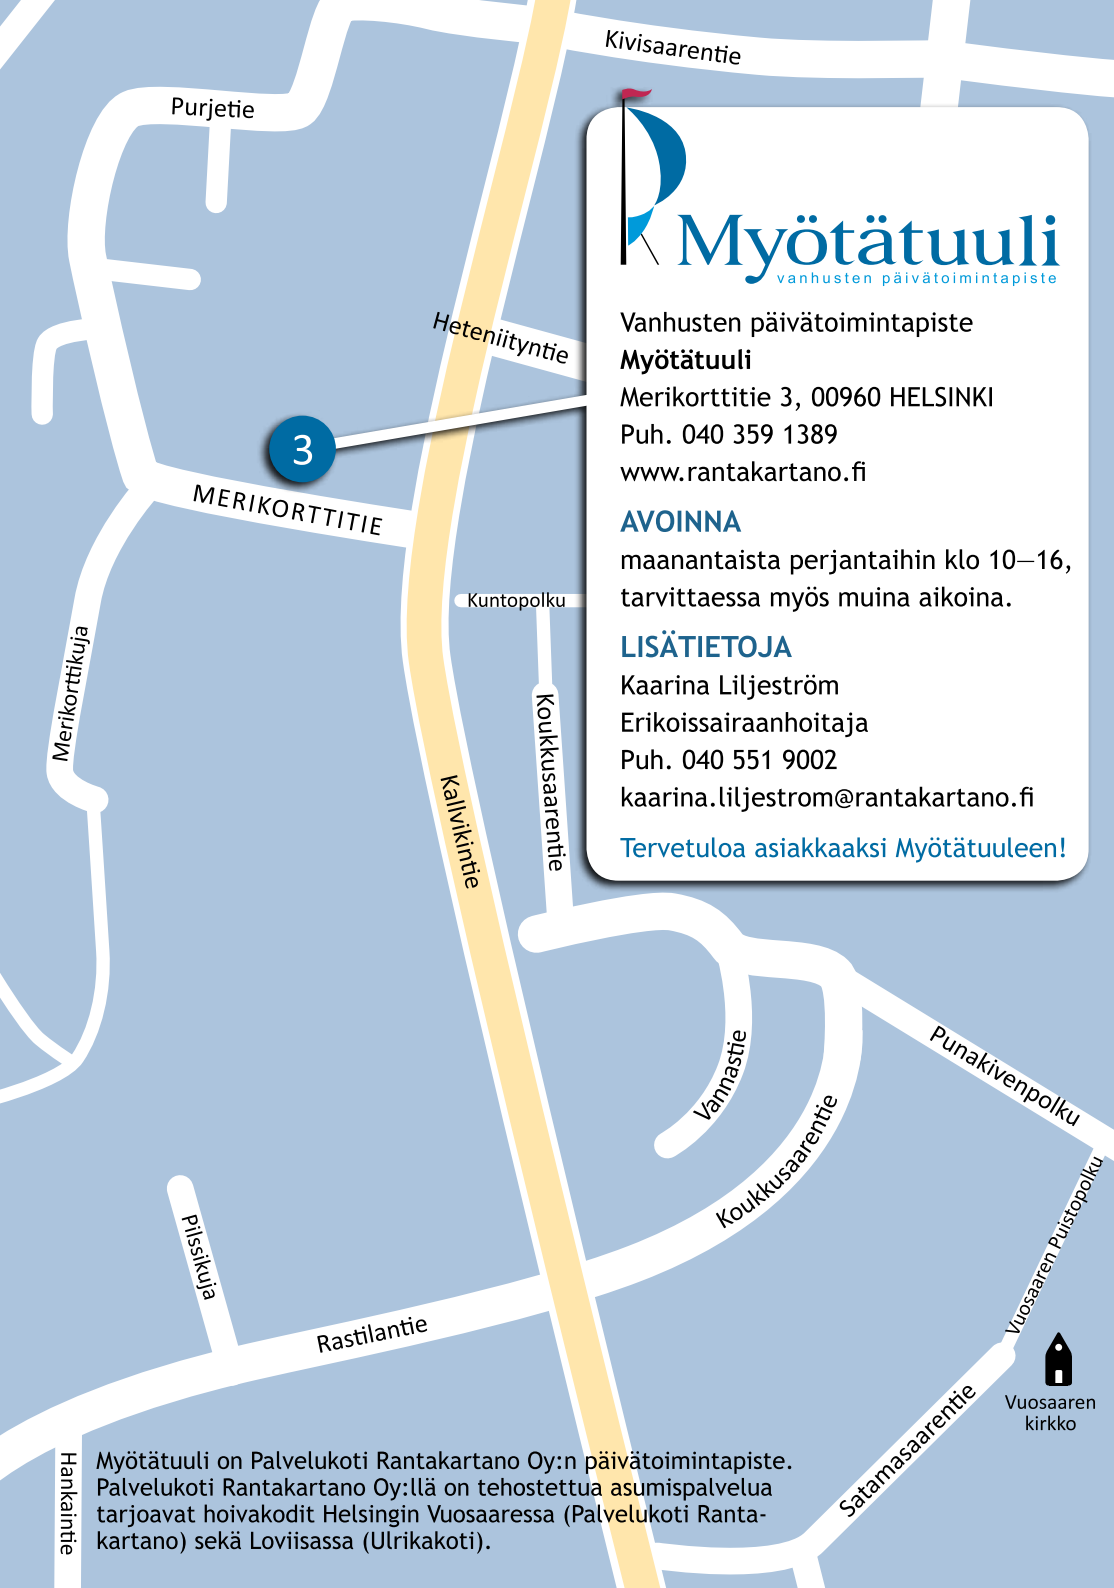 Kivisaarentie
Purjetie
Myötätuuli
vanhusten päivätoimintapiste
Heteniityntie
Vanhusten päivätoimintapiste
Myötätuuli
Merikorttitie 3, 00960 HELSINKI
Puh. 040 359 1389
www.rantakartano.fi
3
MERIKORTTITIE
AVOINNA
maanantaista perjantaihin klo 10—16,
tarvittaessa myös muina aikoina.
Kuntopolku
LISÄTIETOJA
Kaarina Liljeström
Erikoissairaanhoitaja
Puh. 040 551 9002
kaarina.liljestrom@rantakartano.fi
Tervetuloa asiakkaaksi Myötätuuleen!
Merikorttikuja
Koukkusaarentie
Kallvikintie
Vannastie
Punakivenpolku
Koukkusaarentie
Vuosaaren Puistopolku
Pilssikuja
Rastilantie
Vuosaaren
kirkko
Satamasaarentie
Hankaintie
Myötätuuli on Palvelukoti Rantakartano Oy:n päivätoimintapiste.
Palvelukoti Rantakartano Oy:llä on tehostettua asumispalvelua
tarjoavat hoivakodit Helsingin Vuosaaressa (Palvelukoti Ranta-
kartano) sekä Loviisassa (Ulrikakoti).